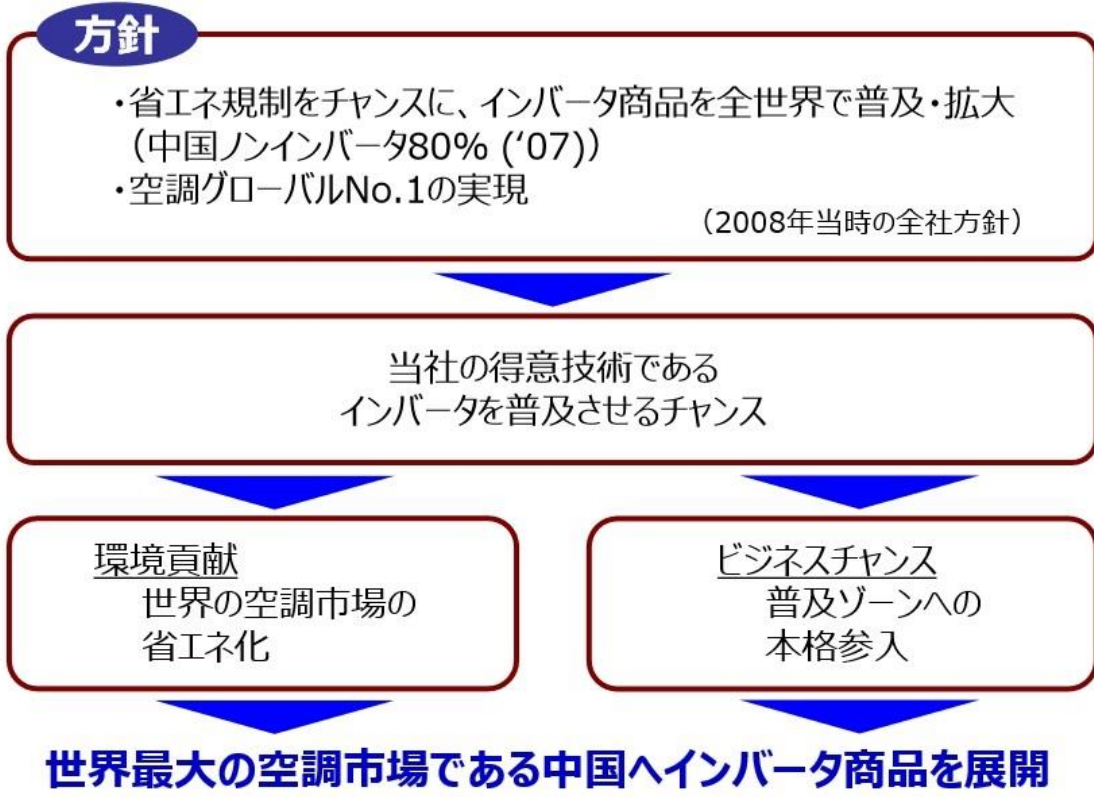 方針
・省エネ規制をチャンスに、インバータ商品を全世界で普及・拡大
（中国ノンインバータ80% (‘07)）
・空調グローバルNo.1の実現
（2008年当時の全社方針）
当社の得意技術である
インバータを普及させるチャンス
環境貢献
世界の空調市場の
省エネ化
ビジネスチャンス
普及ゾーンへの
本格参入
世界最大の空調市場である中国へインバータ商品を展開